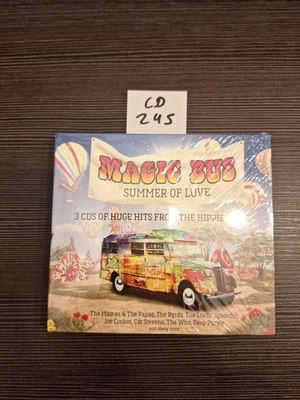 CD
245
MAGIC BUS
SUMMER OF LOVE
3 CDS OF HUGE HITS FROM THE HIPPIE
The Mamas & The Papas, The Byrds, The Lovin' Spoonful,
Joe Cocker, Cat Stevens, The Who, Deep Purple
and many more